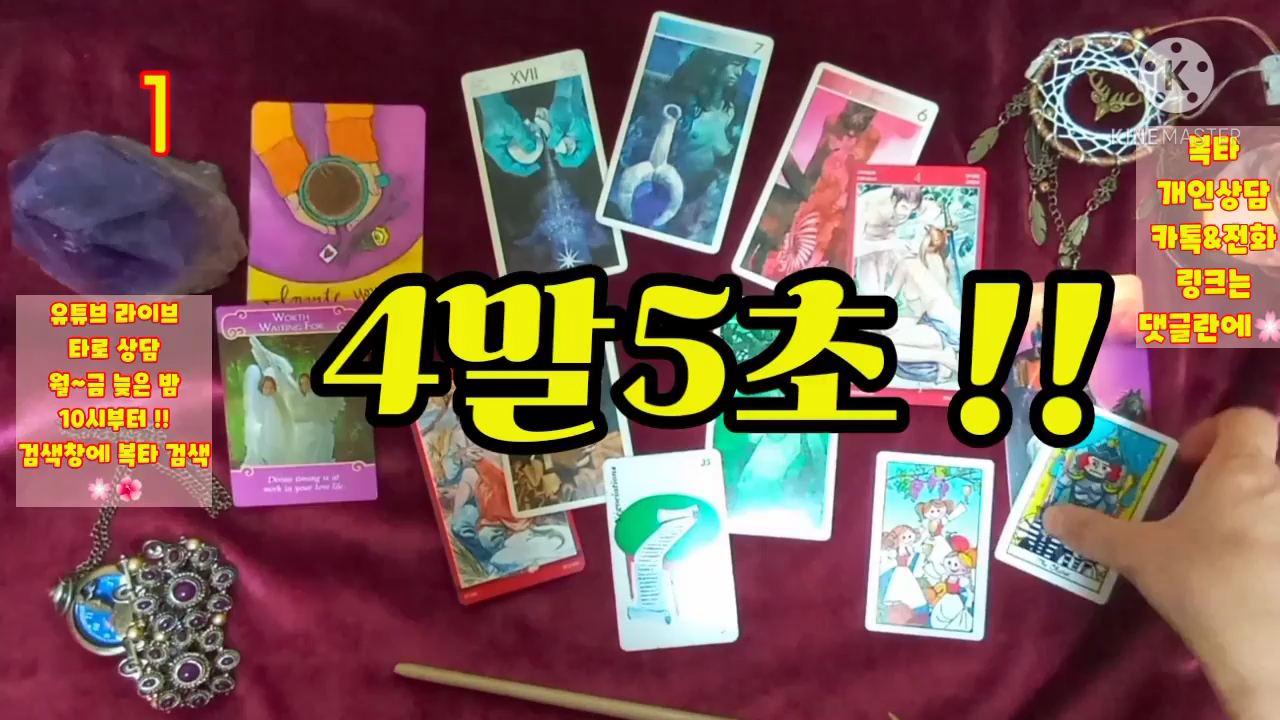 1
XVII
7
6
4
KINEMASTER
복타
개인상담
카톡&전화
링크는
댓글란에
유튜브 라이브
타로 상담
월~금 늦은 밤
10시부터 !!
검색창에 복타 검색
4말5초 !!
WORTH
WAITING FOR
Divine timing is at
work in your love life.
Negotiations
35